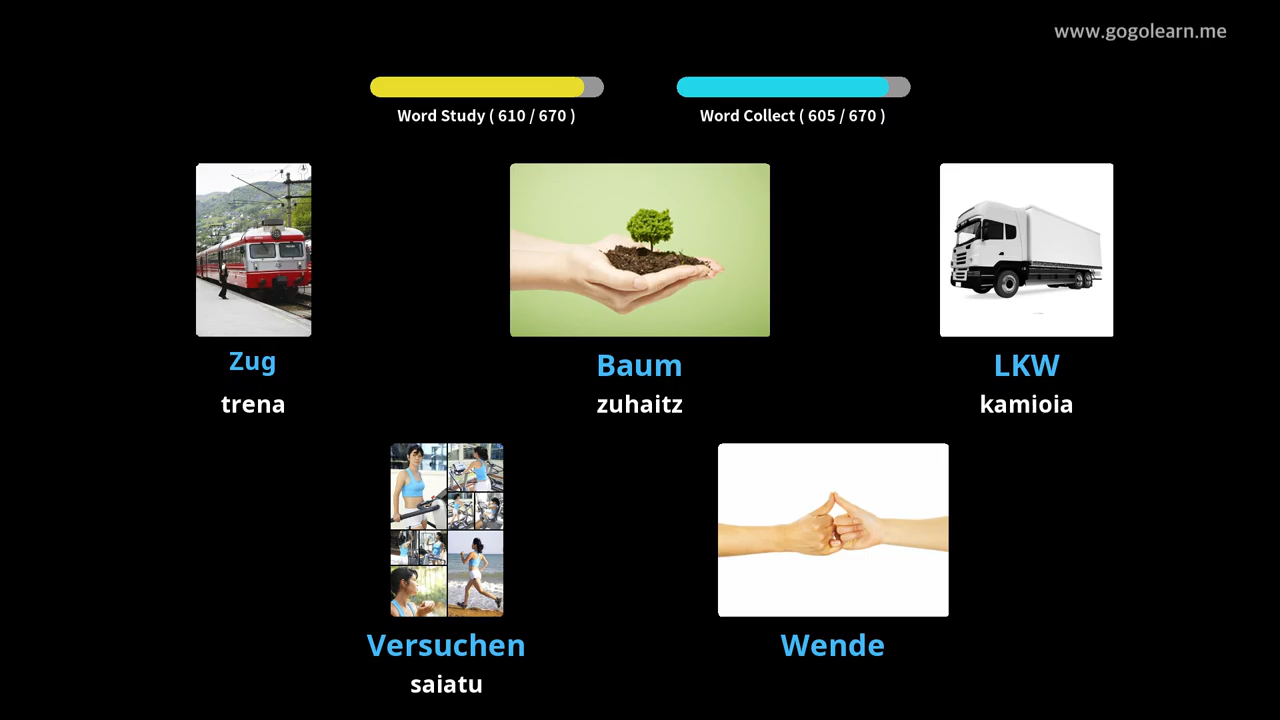 www.gogolearn.me
Word Study ( 610 / 670 )
Word Collect ( 605 / 670 )
Zug
trena
Baum
zuhaitz
LKW
kamioia
Versuchen
saiatu
Wende